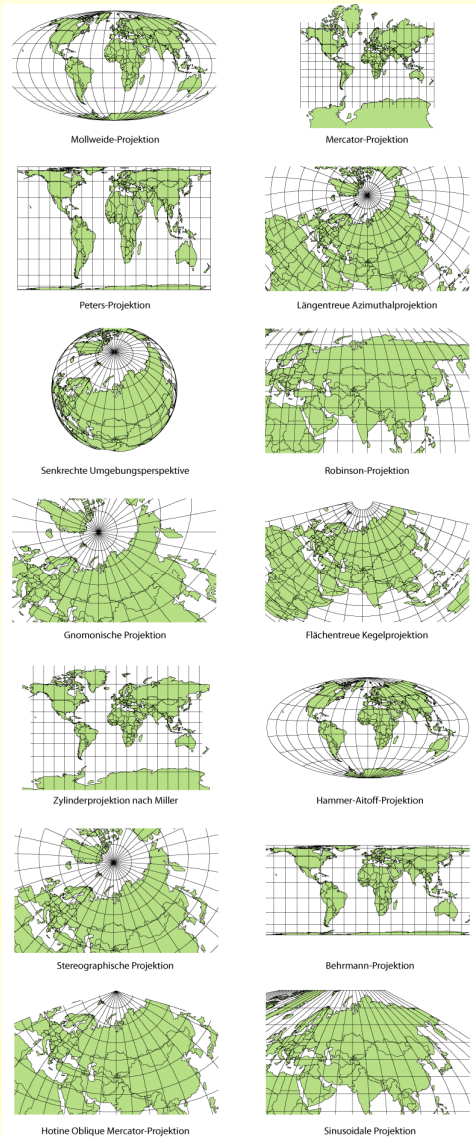 Mollweide-Projektion
Mercator-Projektion
Peters-Projektion
Längentreue Azimuthalprojektion
Senkrechte Umgebungsperspektive
Robinson-Projektion
Gnomonische Projektion
Flächentreue Kegelprojektion
Zylinderprojektion nach Miller
Hammer-Aitoff-Projektion
Stereographische Projektion
Behrmann-Projektion
Hotine Oblique Mercator-Projektion
Sinusoidale Projektion